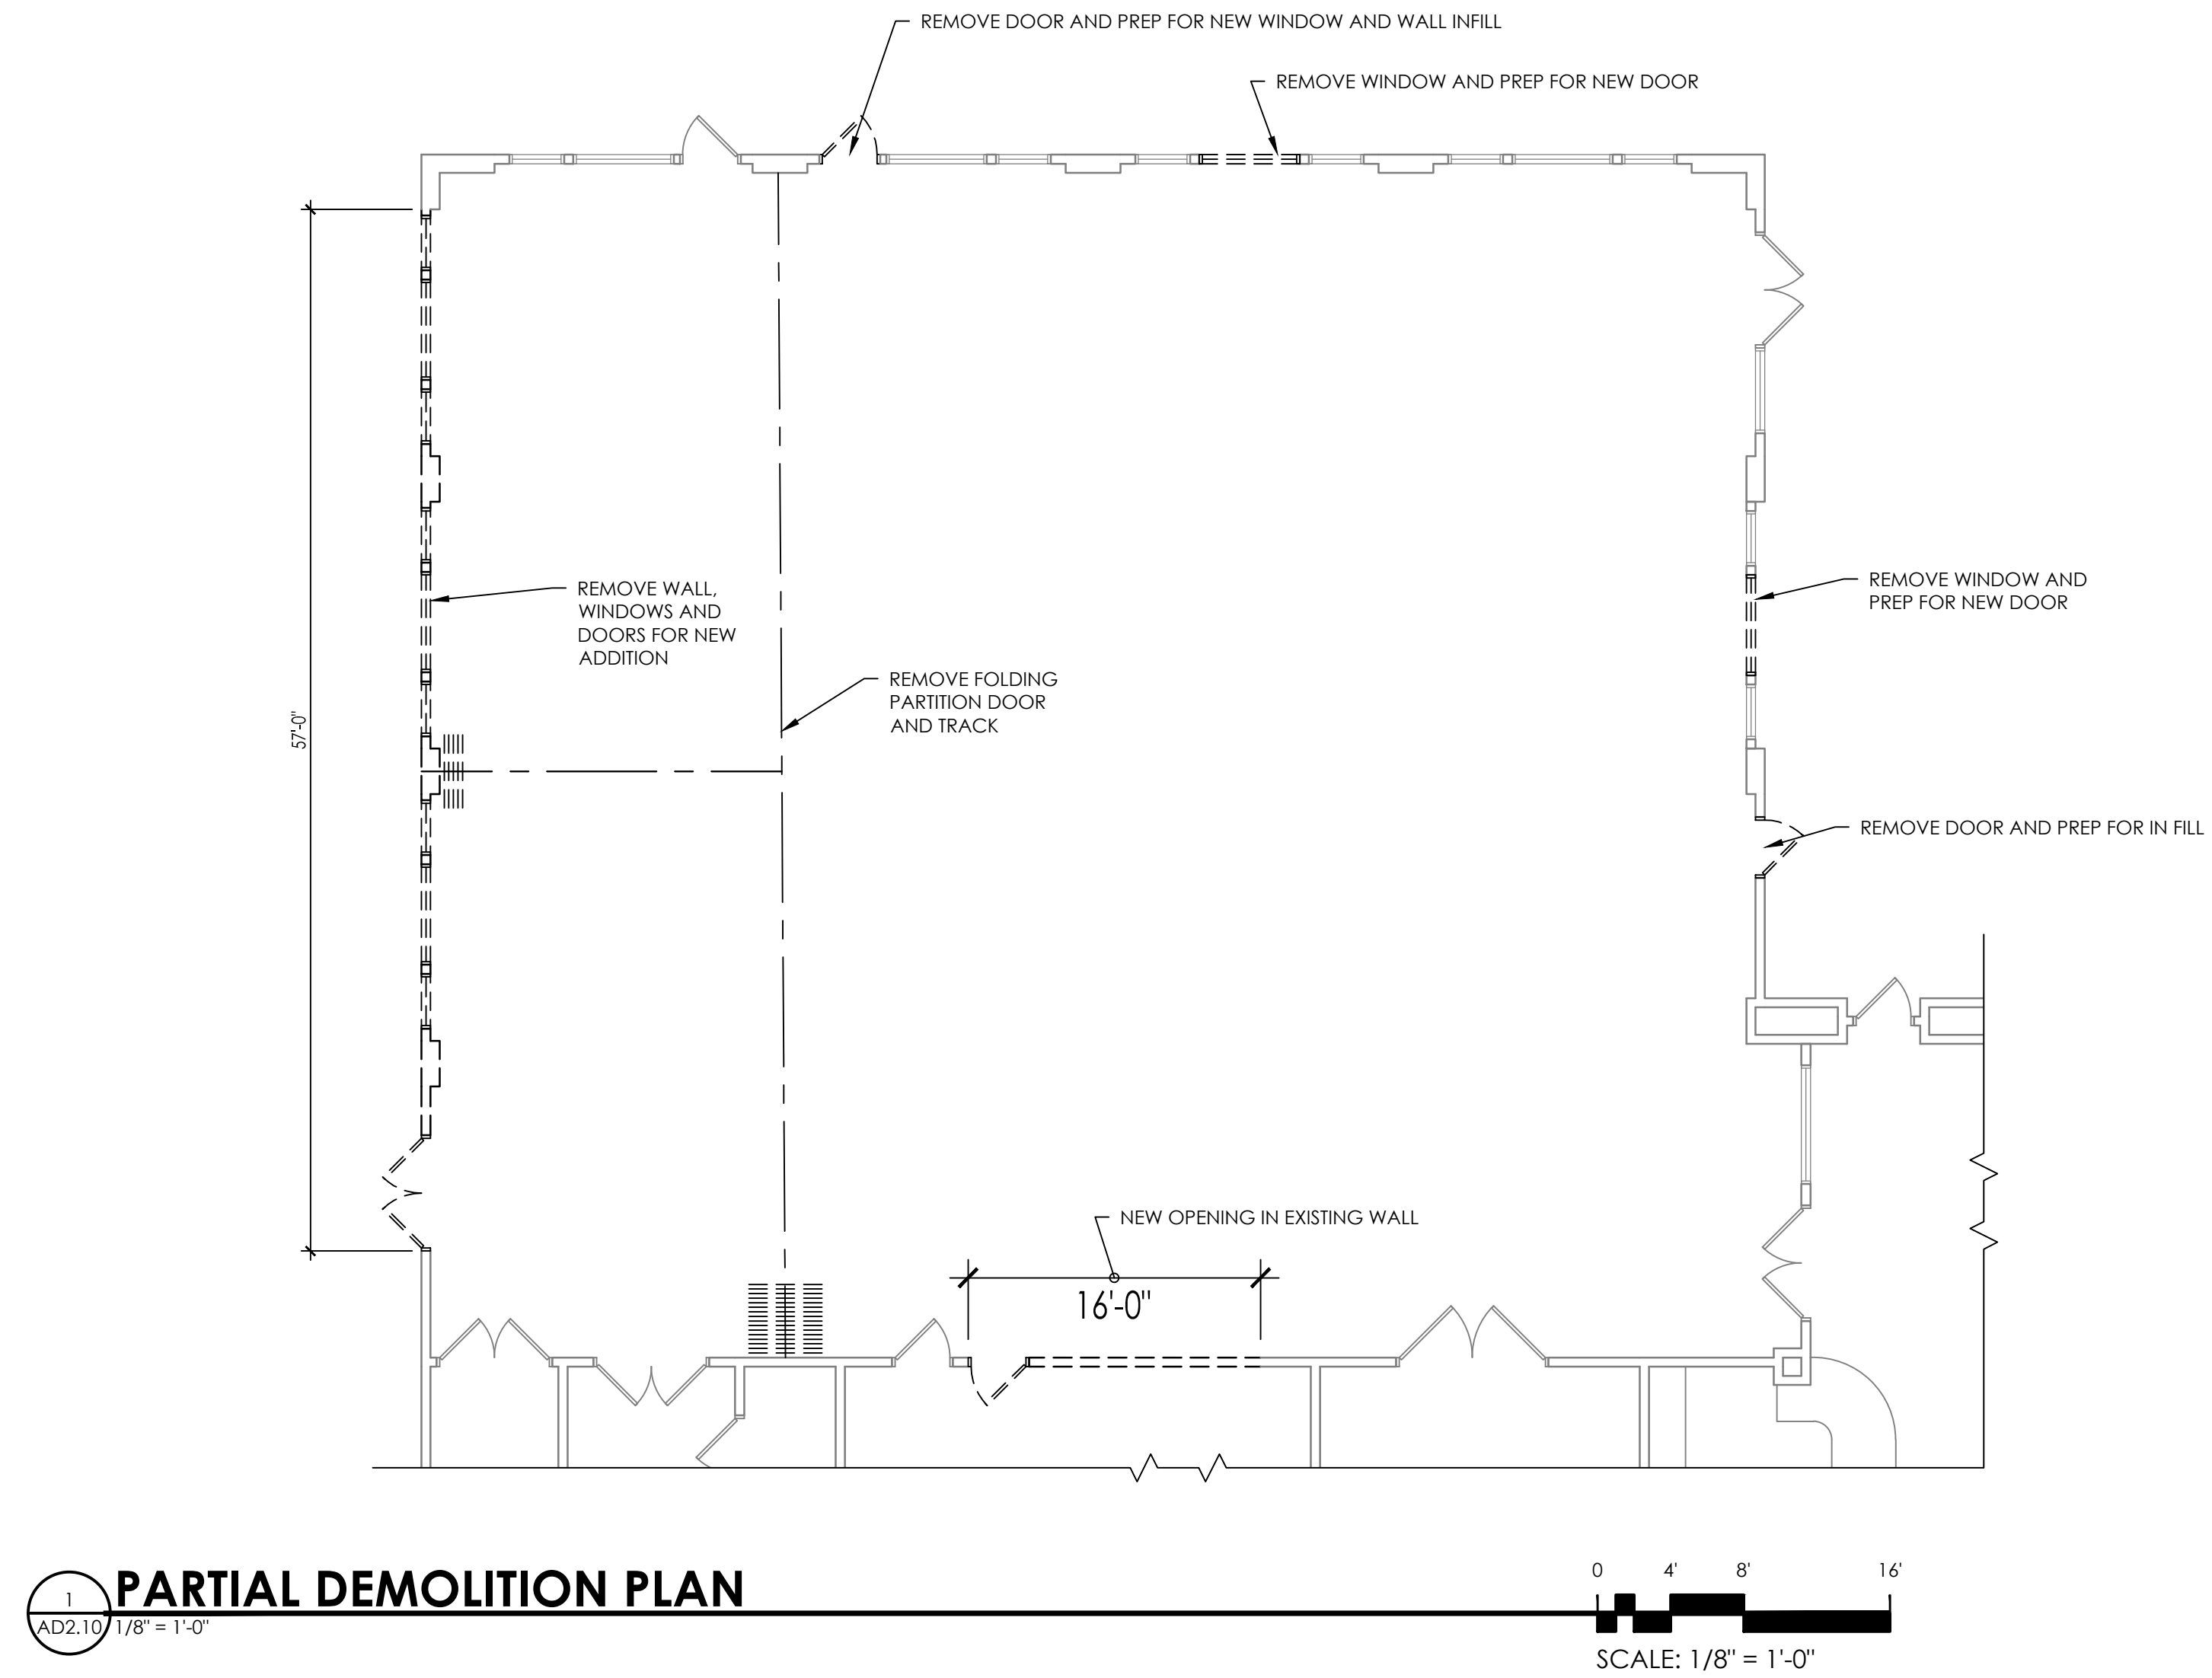 REMOVE DOOR AND PREP FOR NEW WINDOW AND WALL INFILL
REMOVE WINDOW AND PREP FOR NEW DOOR
REMOVE WALL,
WINDOWS AND
DOORS FOR NEW
ADDITION
REMOVE WINDOW AND
PREP FOR NEW DOOR
REMOVE FOLDING
PARTITION DOOR
AND TRACK
57'-0"
REMOVE DOOR AND PREP FOR IN FILL
NEW OPENING IN EXISTING WALL
16'-0"
1
AD2.10
PARTIAL DEMOLITION PLAN
1/8" = 1'-0"
0 4' 8' 16'
SCALE: 1/8" = 1'-0"